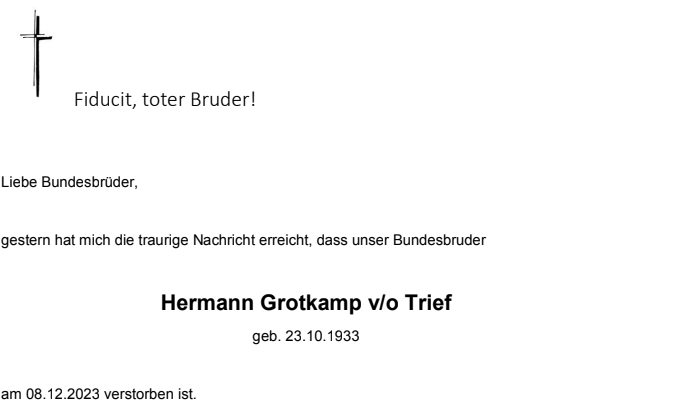 Fiducit, toter Bruder!
Liebe Bundesbrüder,
gestern hat mich die traurige Nachricht erreicht, dass unser Bundesbruder
Hermann Grotkamp v/o Trief
geb. 23.10.1933
am 08.12.2023 verstorben ist.